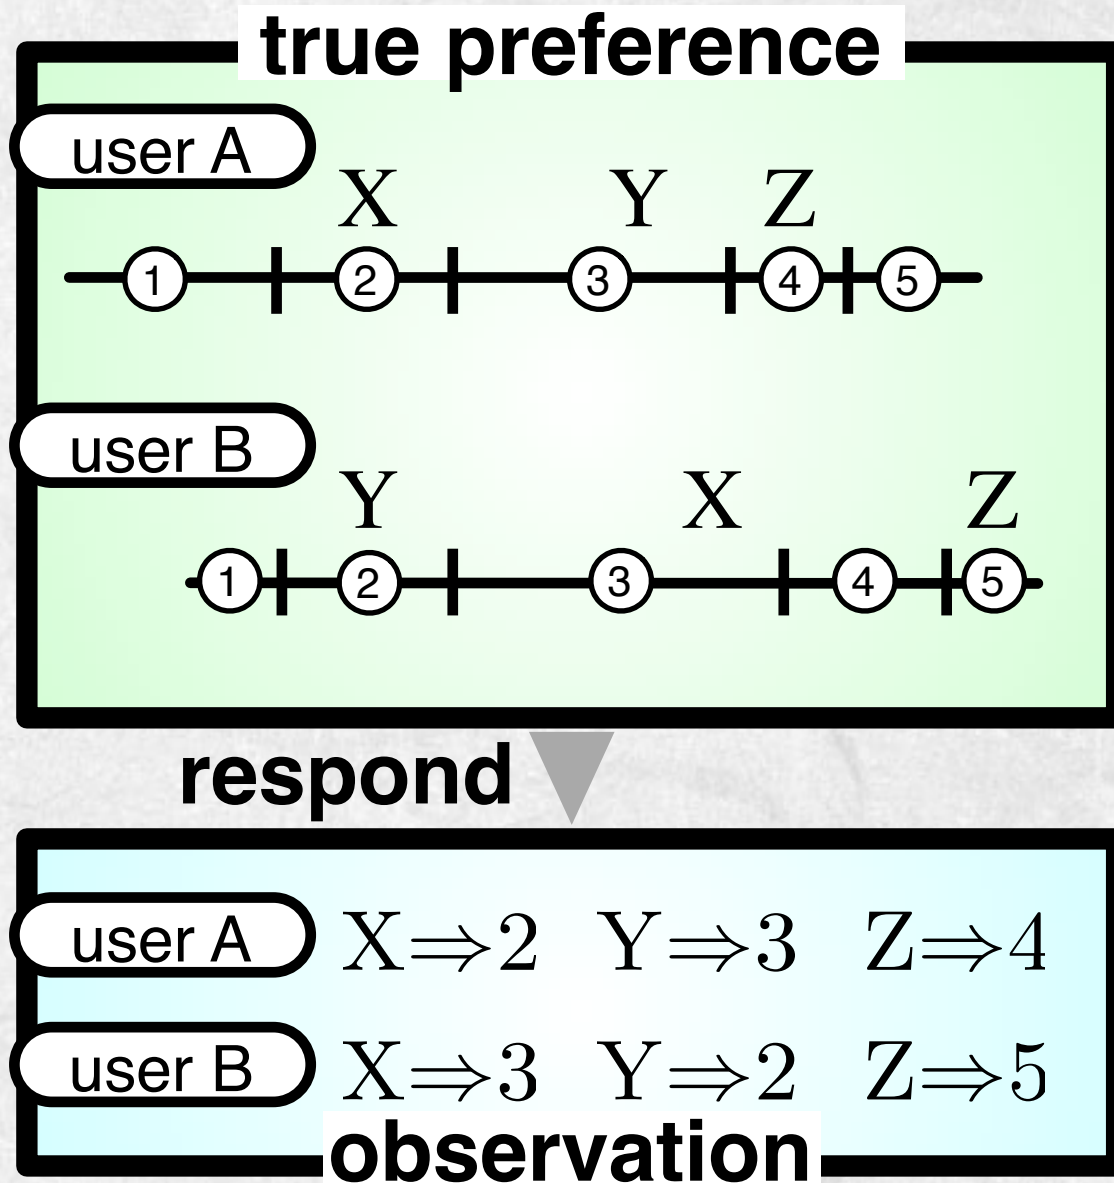 true preference
user A
X Y Z
1 2 3 4 5
user B
Y X Z
1 2 3 4 5
respond
user A X⇒2 Y⇒3 Z⇒4
user B X⇒3 Y⇒2 Z⇒5
observation